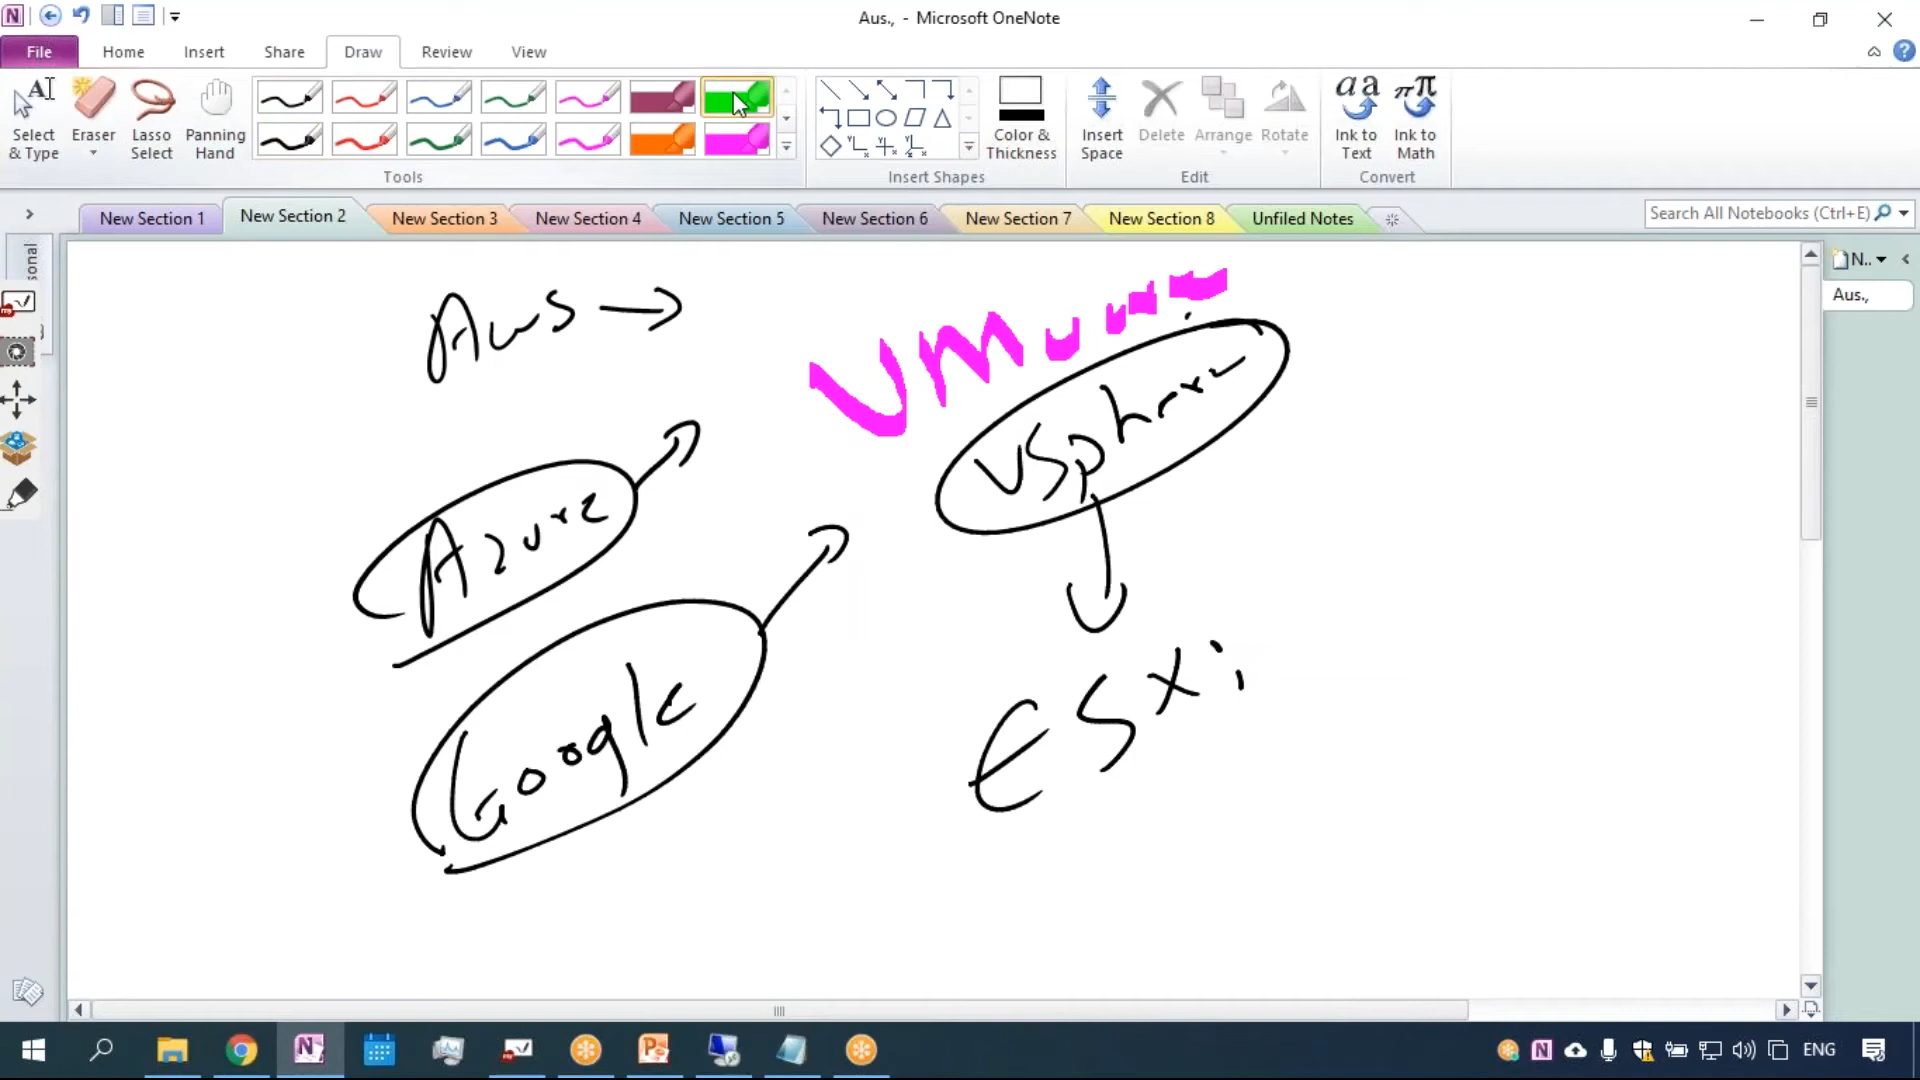 Aus., - Microsoft OneNote
File
Home
Insert
Share
Draw
Review
View
Select & Type
Eraser
Lasso Select
Panning Hand
Tools
Insert Shapes
Color & Thickness
Insert Space
Delete
Arrange
Rotate
Edit
Ink to Text
Ink to Math
Convert
New Section 1
New Section 2
New Section 3
New Section 4
New Section 5
New Section 6
New Section 7
New Section 8
Unfiled Notes
Search All Notebooks (Ctrl+E)
sonal
N..
Aus.,
Aws
Azure
Google
VSphere
ESXi
ENG